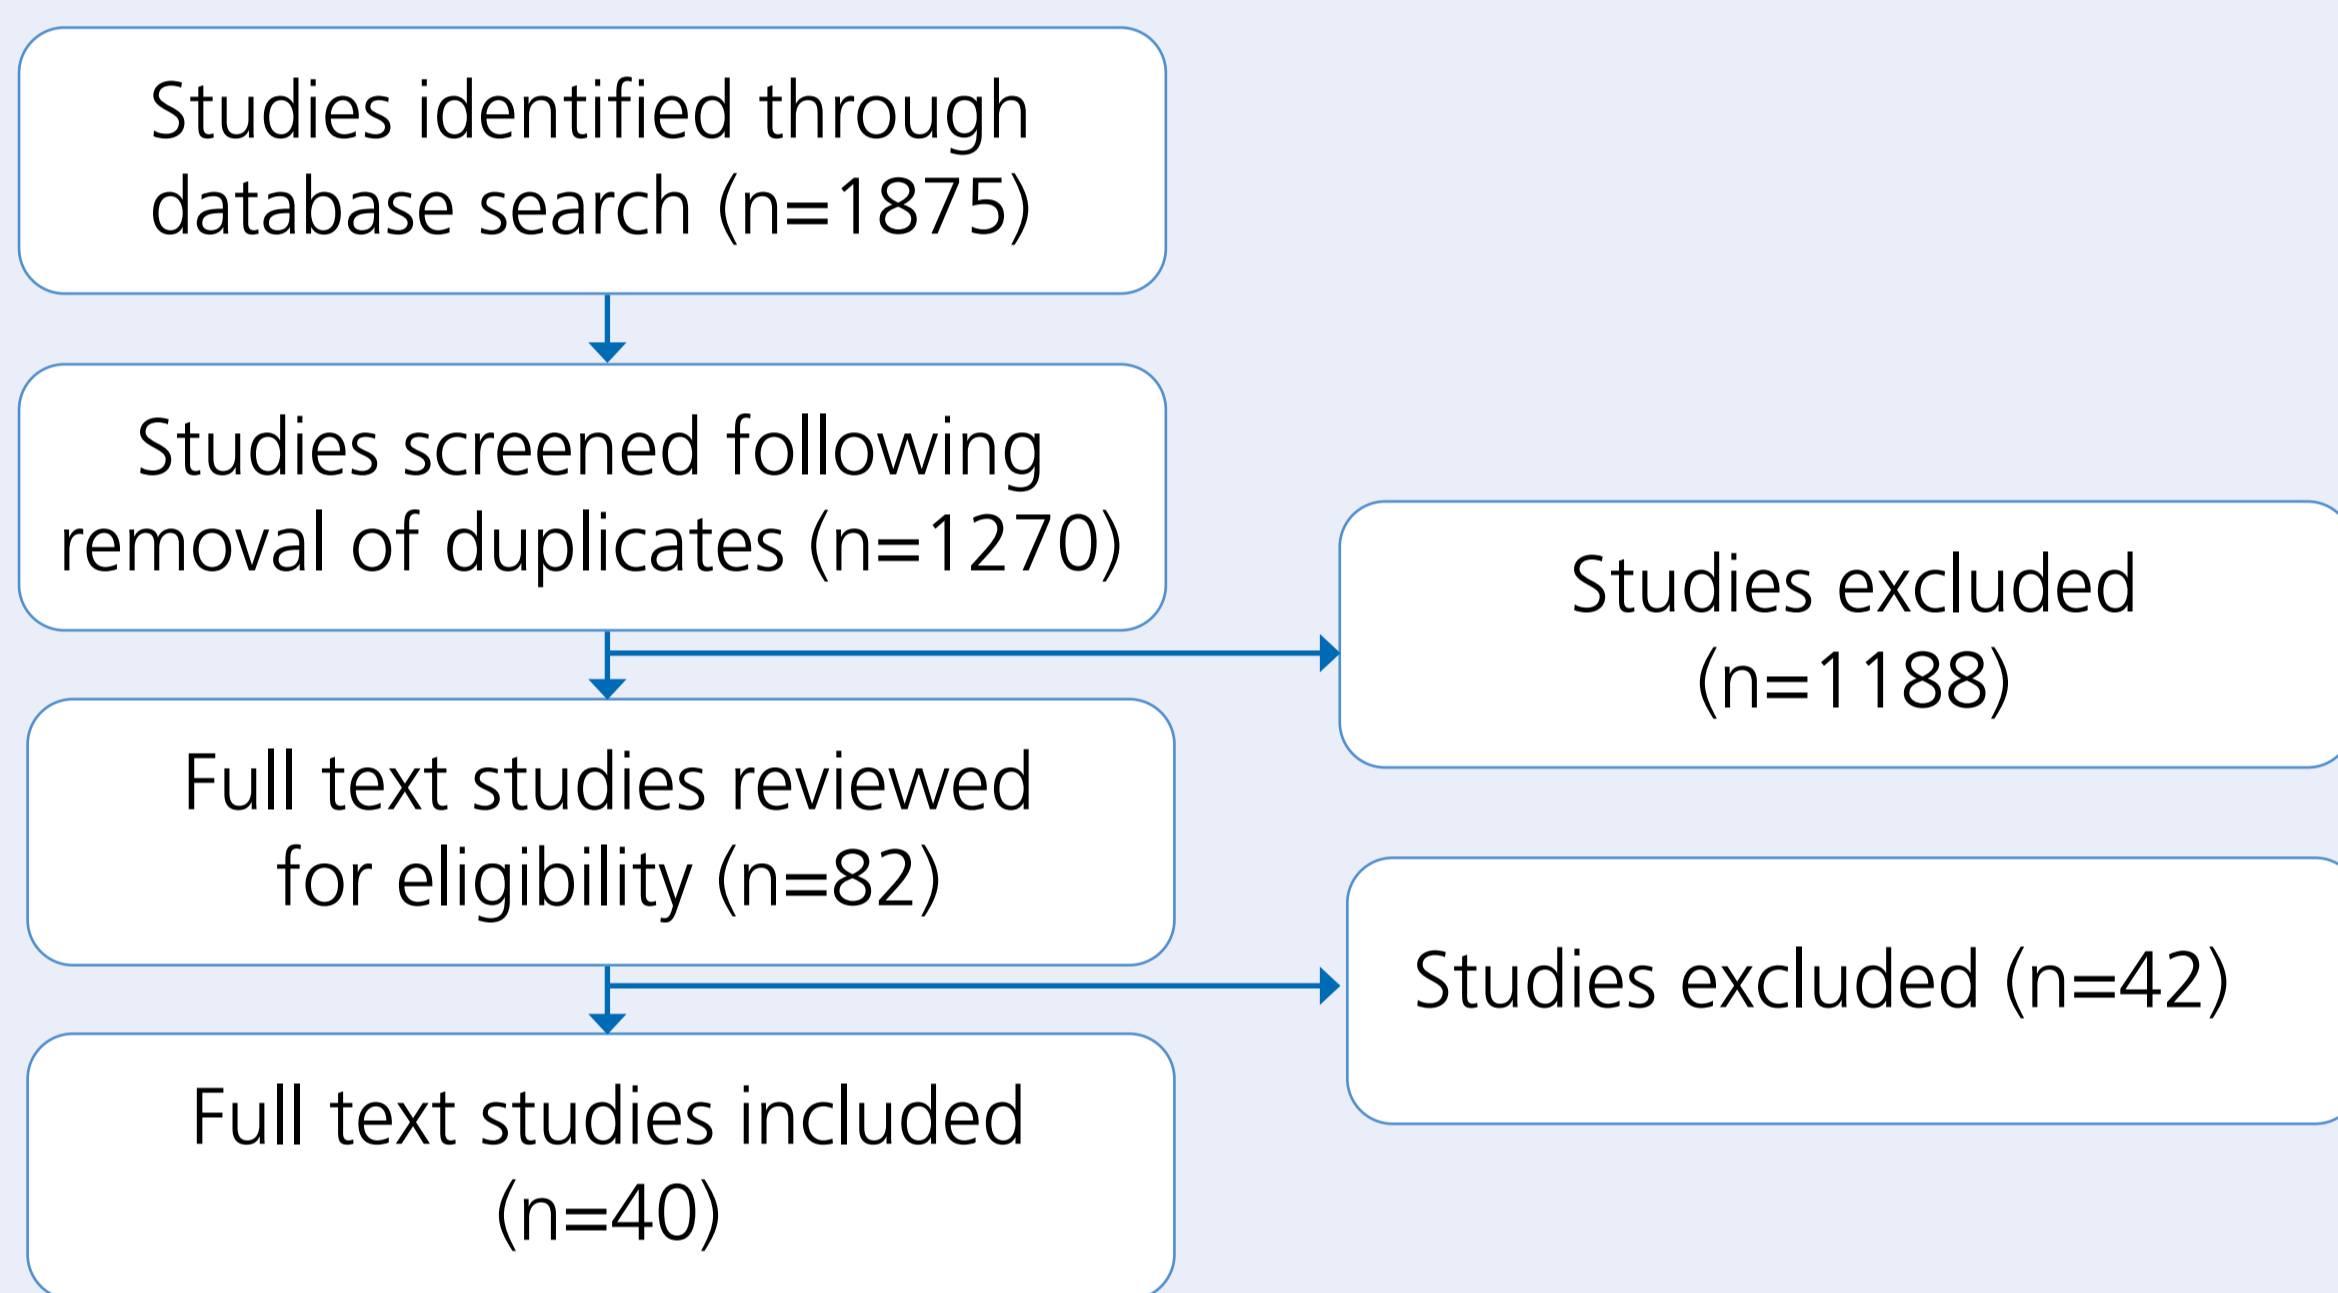 Studies identified through
database search (n=1875)
Studies screened following
removal of duplicates (n=1270)
Studies excluded
(n=1188)
Full text studies reviewed
for eligibility (n=82)
Studies excluded (n=42)
Full text studies included
(n=40)